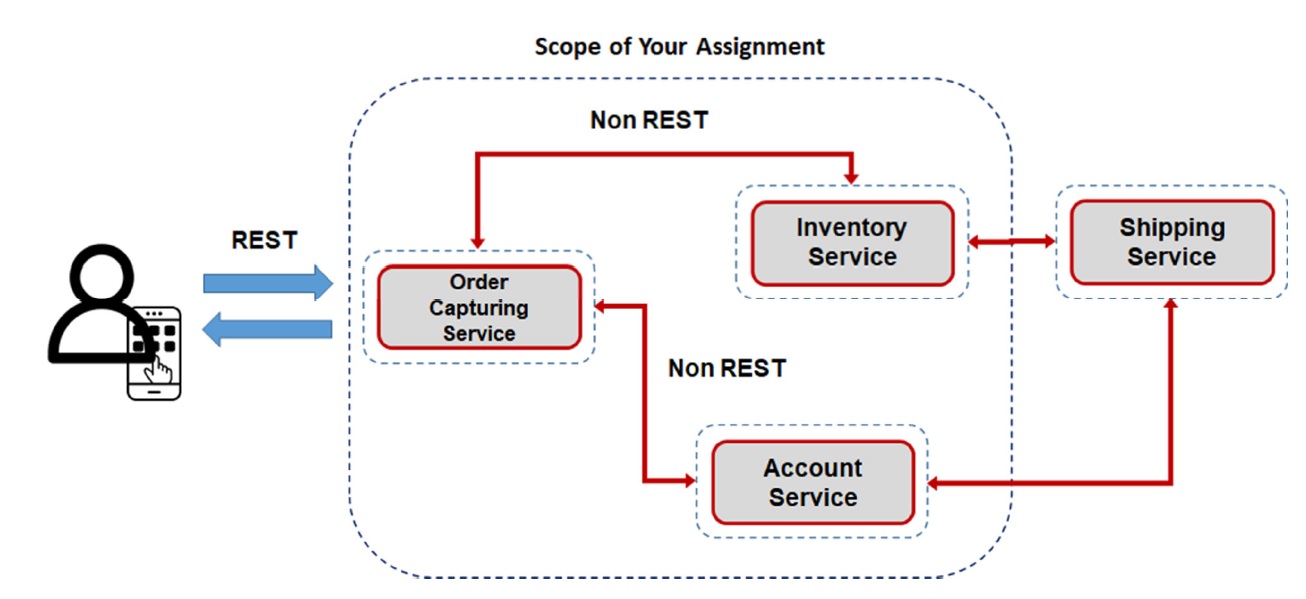 Scope of Your Assignment
Non REST
REST
Inventory
Service
Shipping
Service
Order
Capturing
Service
Non REST
Account
Service